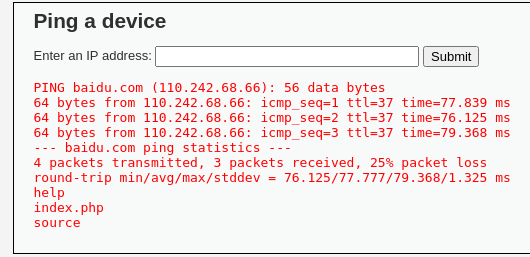 Ping a device
Enter an IP address: Submit
PING baidu.com (110.242.68.66): 56 data bytes
64 bytes from 110.242.68.66: icmp_seq=1 ttl=37 time=77.839 ms
64 bytes from 110.242.68.66: icmp_seq=2 ttl=37 time=76.125 ms
64 bytes from 110.242.68.66: icmp_seq=3 ttl=37 time=79.368 ms
--- baidu.com ping statistics ---
4 packets transmitted, 3 packets received, 25% packet loss
round-trip min/avg/max/stddev = 76.125/77.777/79.368/1.325 ms
help
index.php
source